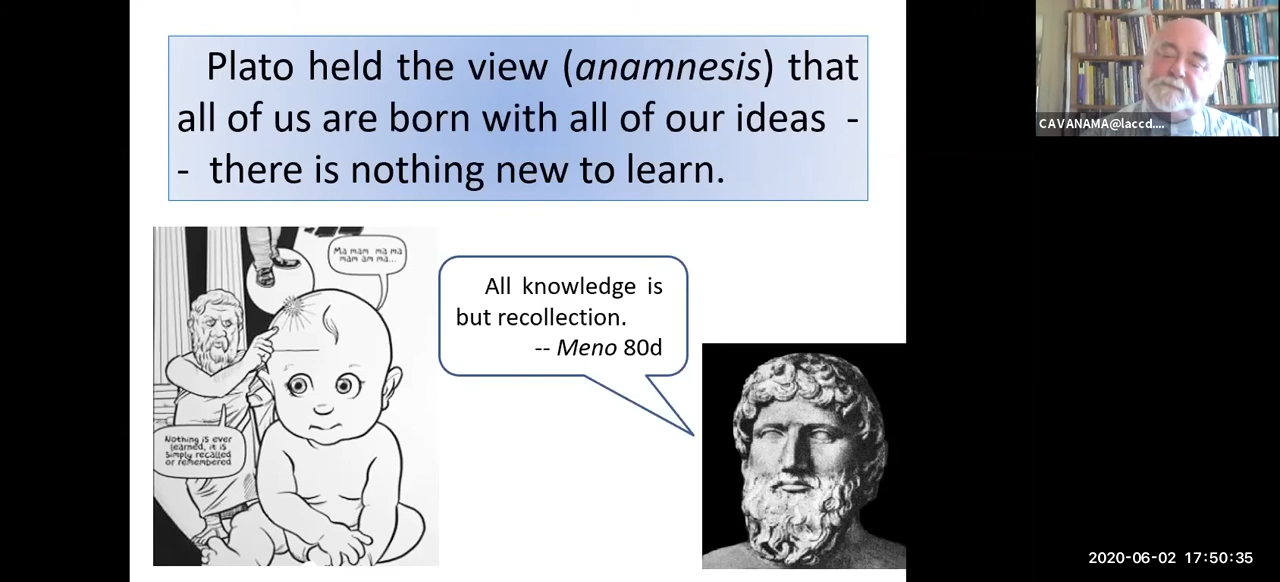 Plato held the view (anamnesis) that
all of us are born with all of our ideas -
- there is nothing new to learn.
CAVANAMA@laccd....
Ma mam ma ma
mam am ma...
All knowledge is
but recollection.
-- Meno 80d
Nothing is ever
learned, it is
simply recalled
or remembered
2020-06-02 17:50:35